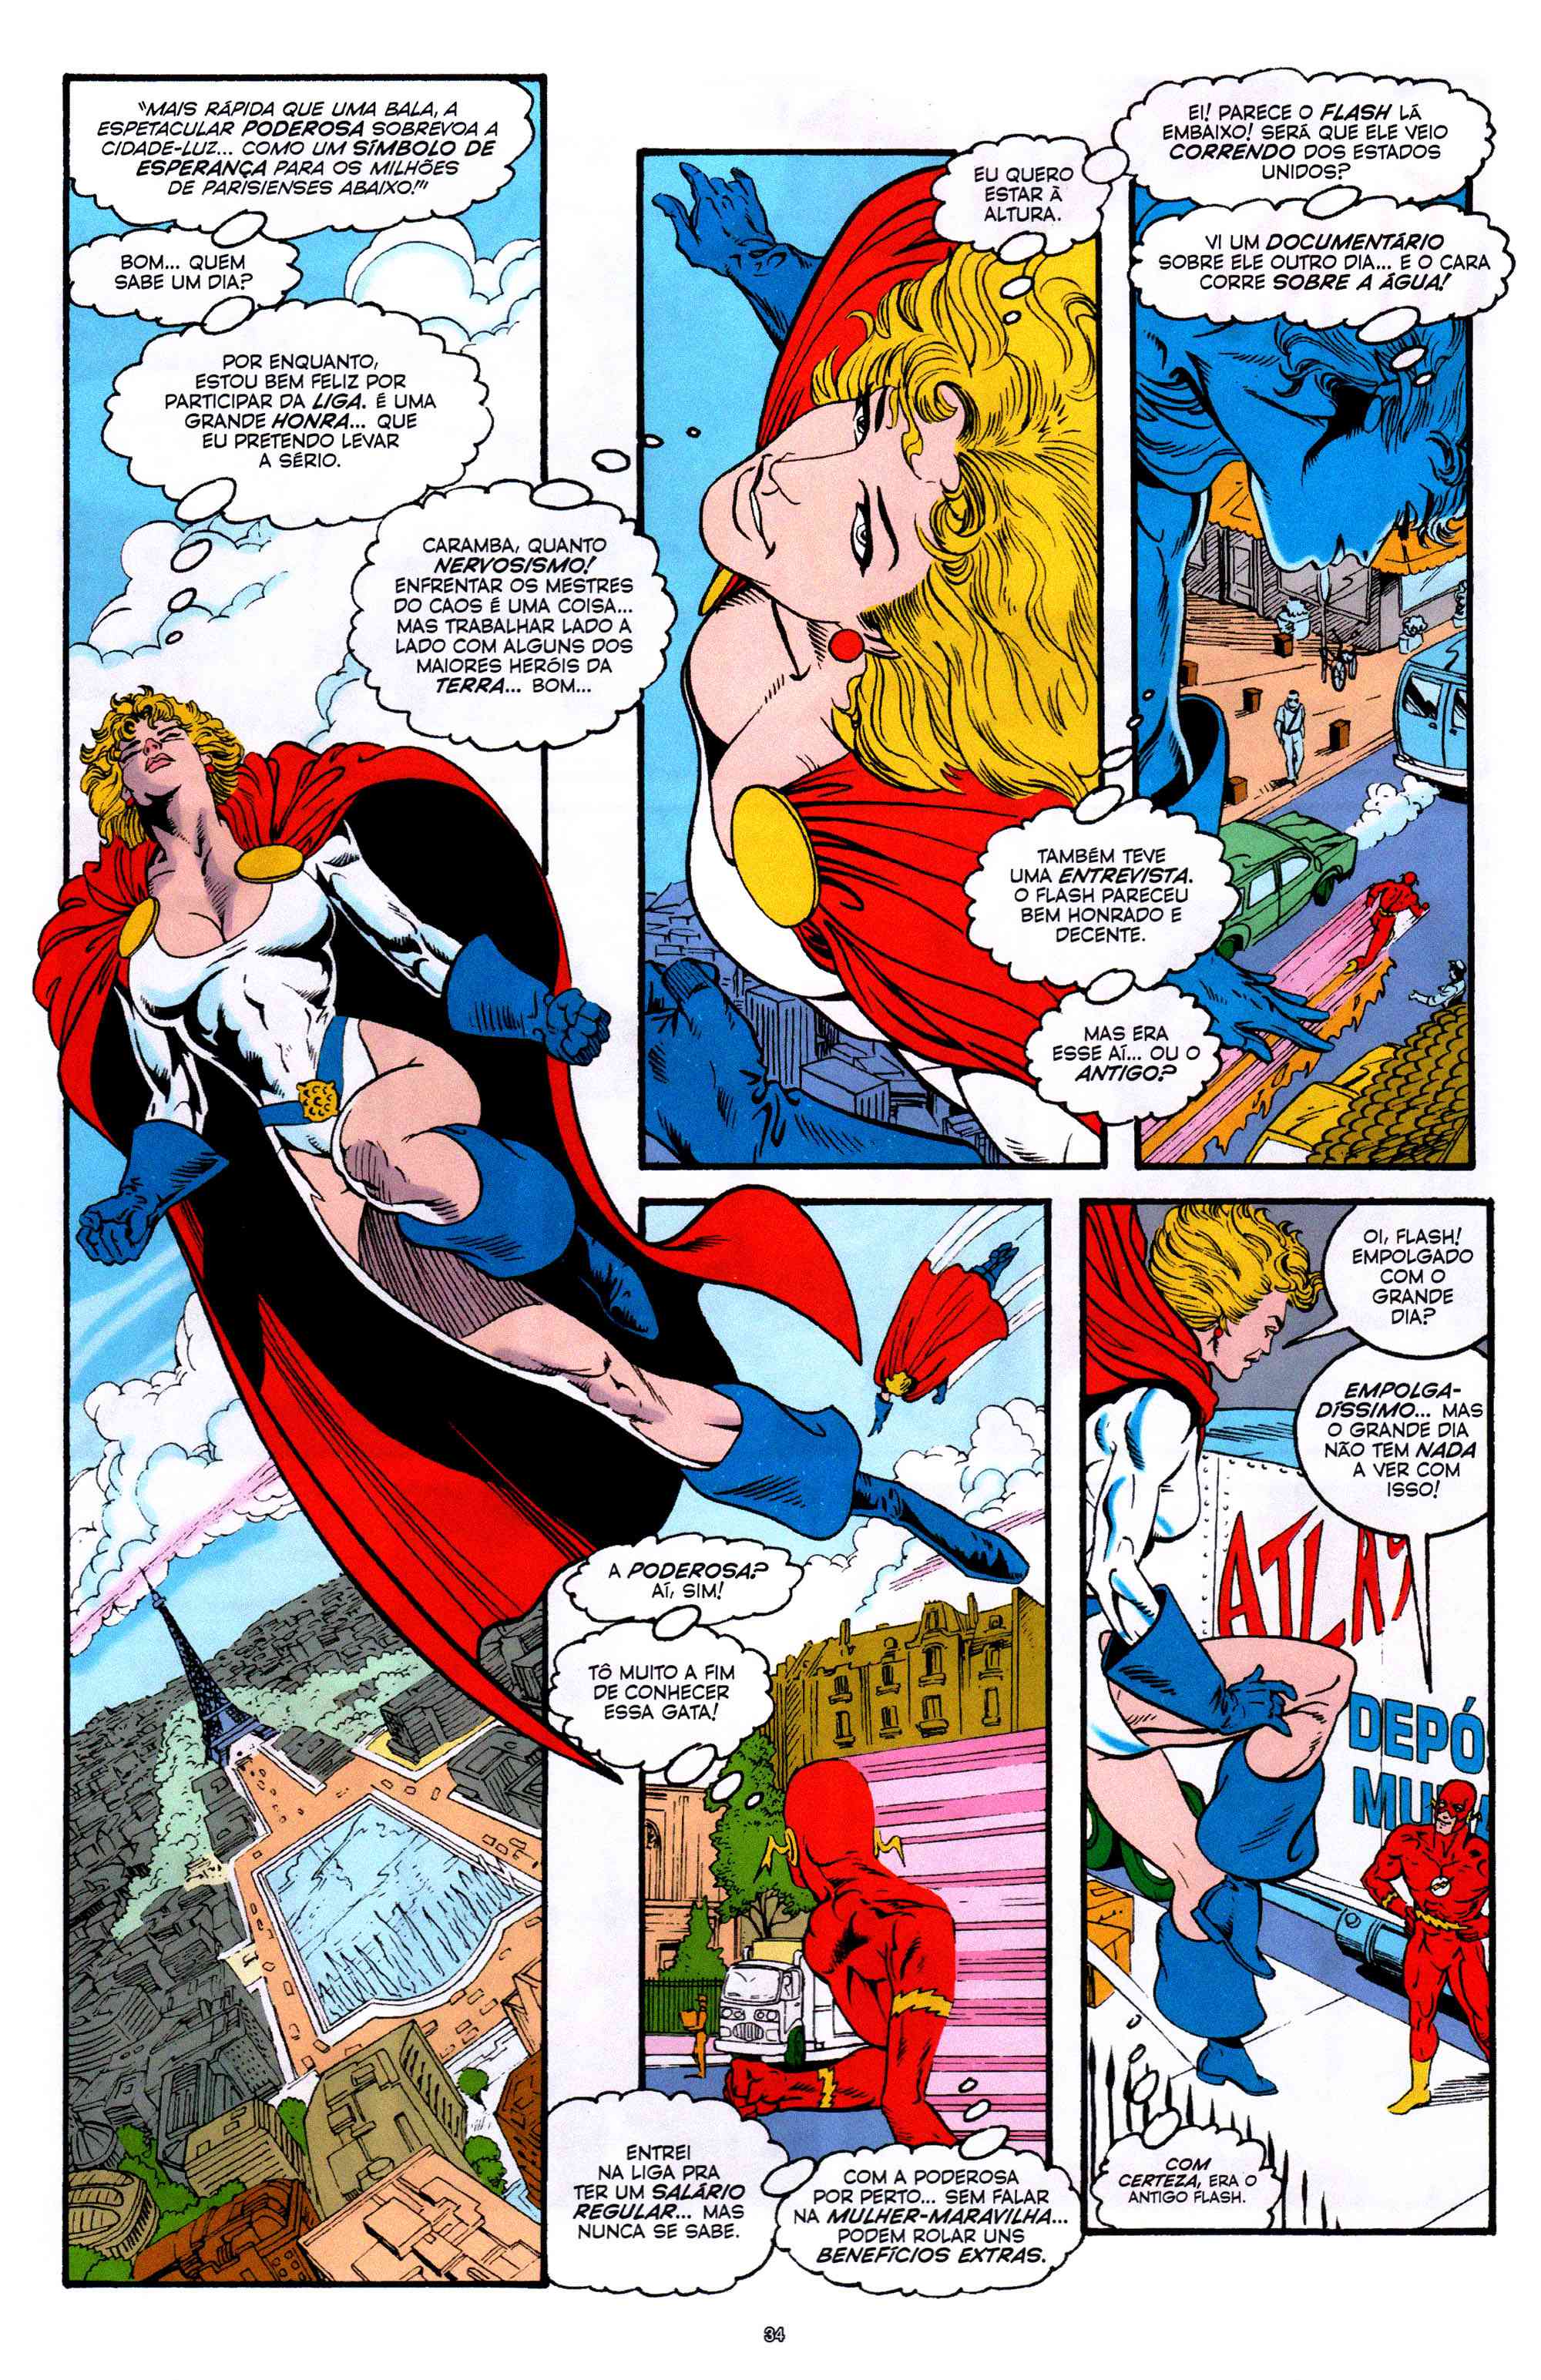 "MAIS RÁPIDA QUE UMA BALA, A
ESPETACULAR PODEROSA SOBREVOA A
CIDADE-LUZ... COMO UM SÍMBOLO DE
ESPERANÇA PARA OS MILHÕES
DE PARISIENSES ABAIXO!"
BOM... QUEM
SABE UM DIA?
POR ENQUANTO,
ESTOU BEM FELIZ POR
PARTICIPAR DA LIGA. É UMA
GRANDE HONRA... QUE
EU PRETENDO LEVAR
A SÉRIO.
CARAMBA, QUANTO
NERVOSISMO!
ENFRENTAR OS MESTRES
DO CAOS É UMA COISA...
MAS TRABALHAR LADO A
LADO COM ALGUNS DOS
MAIORES HERÓIS DA
TERRA... BOM...
EU QUERO
ESTAR À
ALTURA.
EI! PARECE O FLASH LÁ
EMBAIXO! SERÁ QUE ELE VEIO
CORRENDO DOS ESTADOS
UNIDOS?
VI UM DOCUMENTÁRIO
SOBRE ELE OUTRO DIA... E O CARA
CORRE SOBRE A ÁGUA!
TAMBÉM TEVE
UMA ENTREVISTA.
O FLASH PARECEU
BEM HONRADO E
DECENTE.
MAS ERA
ESSE AÍ... OU O
ANTIGO?
A PODEROSA?
AÍ, SIM!
TÔ MUITO A FIM
DE CONHECER
ESSA GATA!
ENTREI
NA LIGA PRA
TER UM SALÁRIO
REGULAR... MAS
NUNCA SE SABE.
COM A PODEROSA
POR PERTO... SEM FALAR
NA MULHER-MARAVILHA...
PODEM ROLAR UNS
BENEFÍCIOS EXTRAS.
OI, FLASH!
EMPOLGADO
COM O
GRANDE
DIA?
EMPOLGA-
DÍSSIMO... MAS
O GRANDE DIA
NÃO TEM NADA
A VER COM
ISSO!
ATLAS
DEPÓ
MU
COM
CERTEZA, ERA O
ANTIGO FLASH.
34